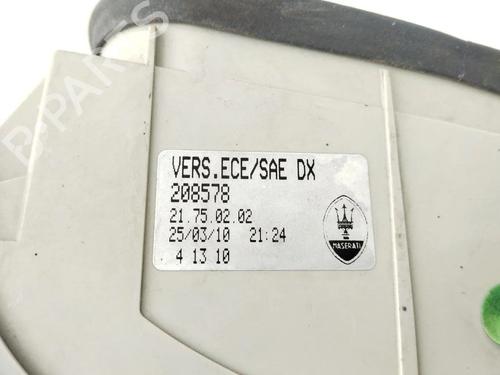 B-PARTS
VERS.ECE/SAE DX
208578
21.75.02.02
25/03/10 21:24
4 13 10
MASERATI